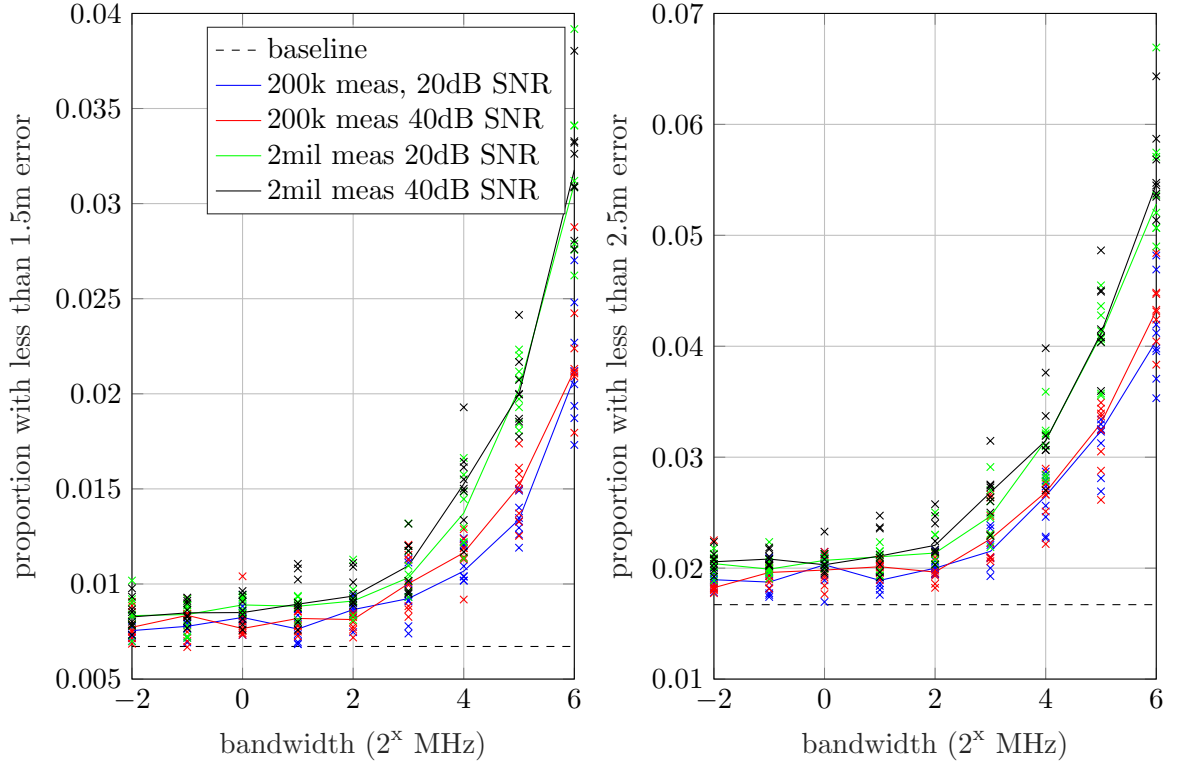 proportion with less than 1.5m error
0.04
0.035
0.03
0.025
0.02
0.015
0.01
0.005
−2
0
2
4
6
bandwidth (2^x MHz)
baseline
200k meas, 20dB SNR
200k meas 40dB SNR
2mil meas 20dB SNR
2mil meas 40dB SNR
proportion with less than 2.5m error
0.07
0.06
0.05
0.04
0.03
0.02
0.01
−2
0
2
4
6
bandwidth (2^x MHz)